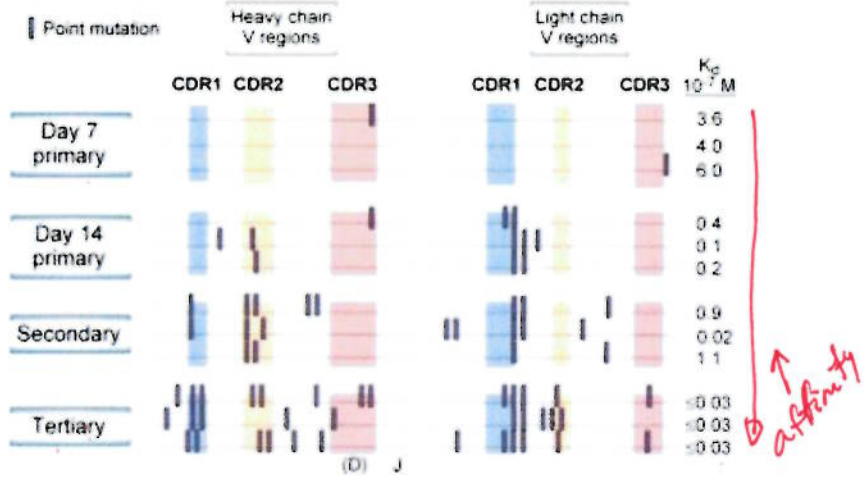 Point mutation
Heavy chain
V regions
Light chain
V regions
CDR1 CDR2 CDR3 CDR1 CDR2 CDR3
Kd
10⁻⁷ M
Day 7
primary
3.6
4.0
6.0
Day 14
primary
0.4
0.1
0.2
Secondary
0.9
0.02
1.1
Tertiary
≤0.03
≤0.03
≤0.03
(D) J
affinity